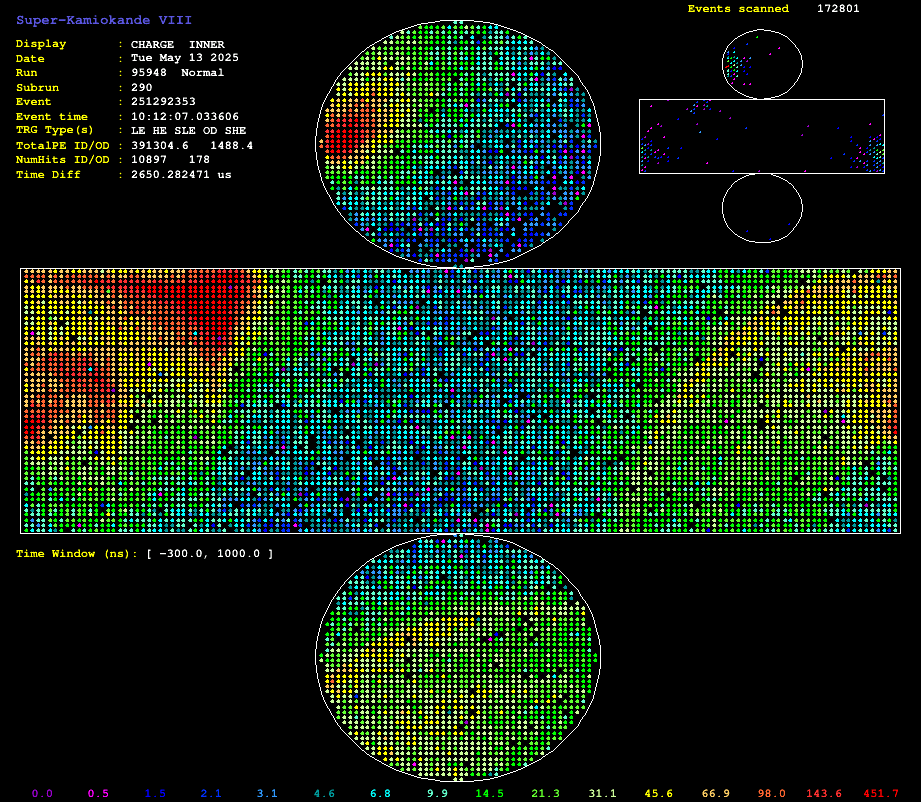 Super-Kamiokande VIII
Events scanned 172801
Display : CHARGE INNER
Date : Tue May 13 2025
Run : 95948 Normal
Subrun : 290
Event : 251292353
Event time : 10:12:07.033606
TRG Type(s) : LE HE SLE OD SHE
TotalPE ID/OD : 391304.6 1488.4
NumHits ID/OD : 10897 178
Time Diff : 2650.282471 us
Time Window (ns): [ −300.0, 1000.0 ]
0.0 0.5 1.5 2.1 3.1 4.6 6.8 9.9 14.5 21.3 31.1 45.6 66.9 98.0 143.6 451.7